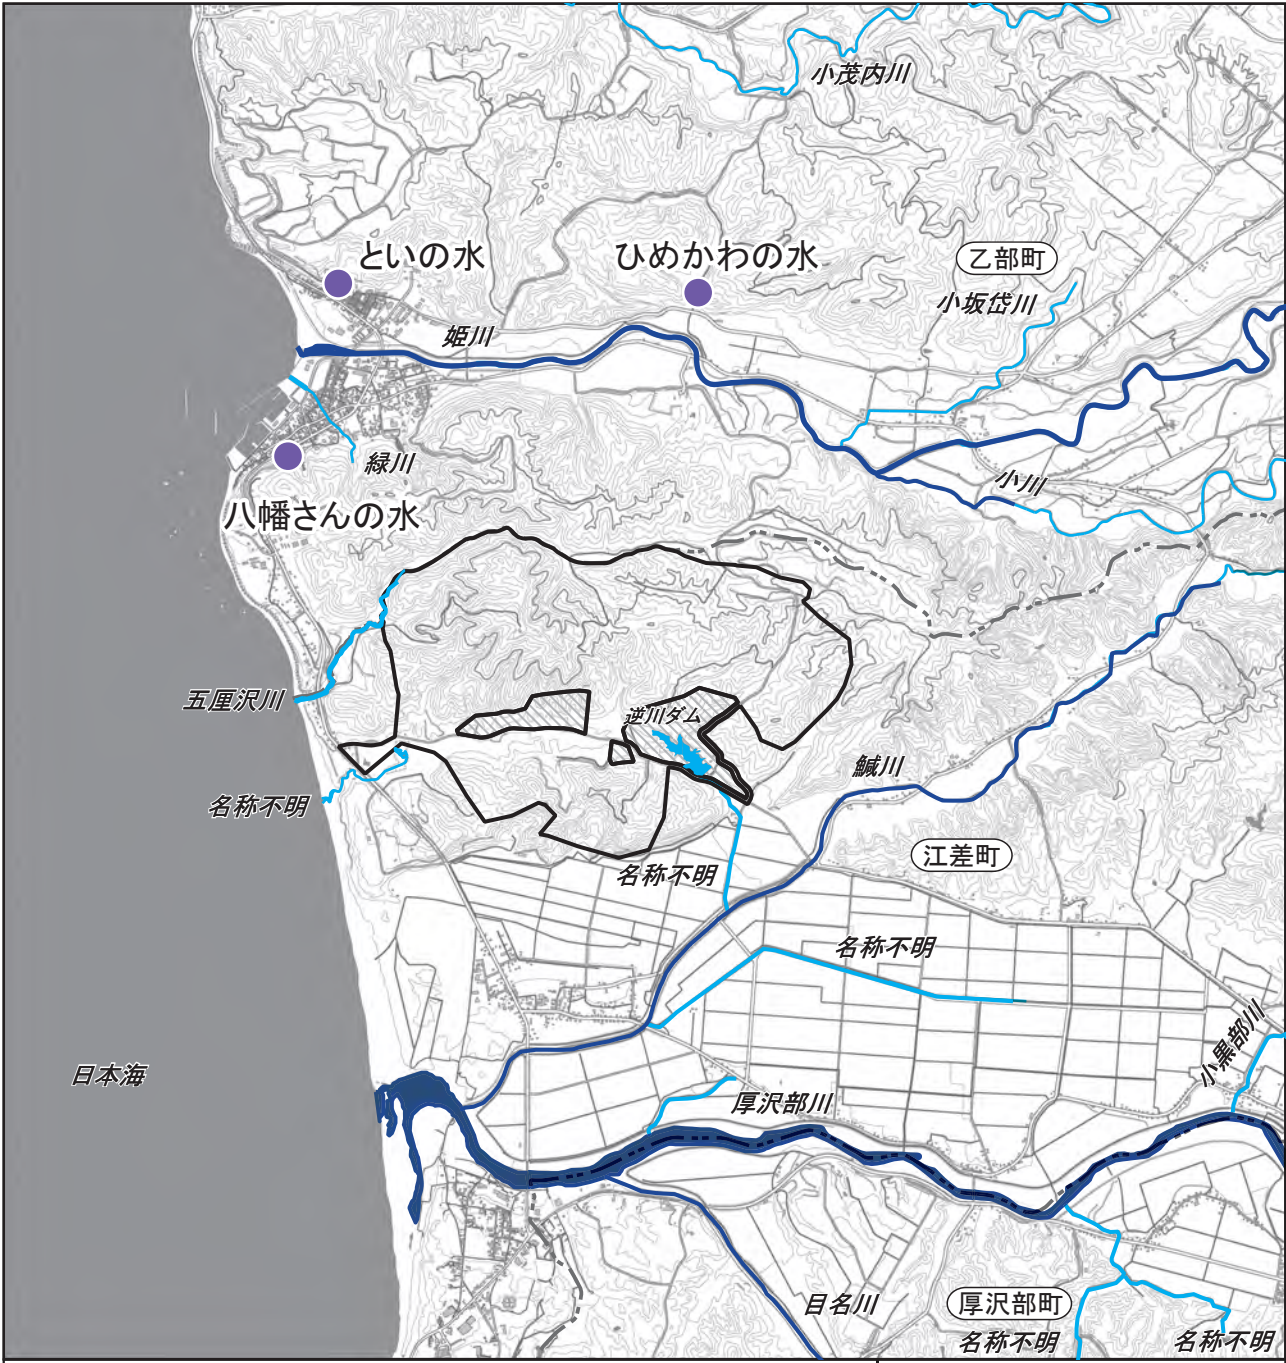 小茂内川
といの水
ひめかわの水
乙部町
小坂岱川
姫川
緑川
小川
八幡さんの水
五厘沢川
逆川ダム
鰔川
名称不明
江差町
名称不明
名称不明
小黒部川
日本海
厚沢部川
目名川
厚沢部町
名称不明
名称不明